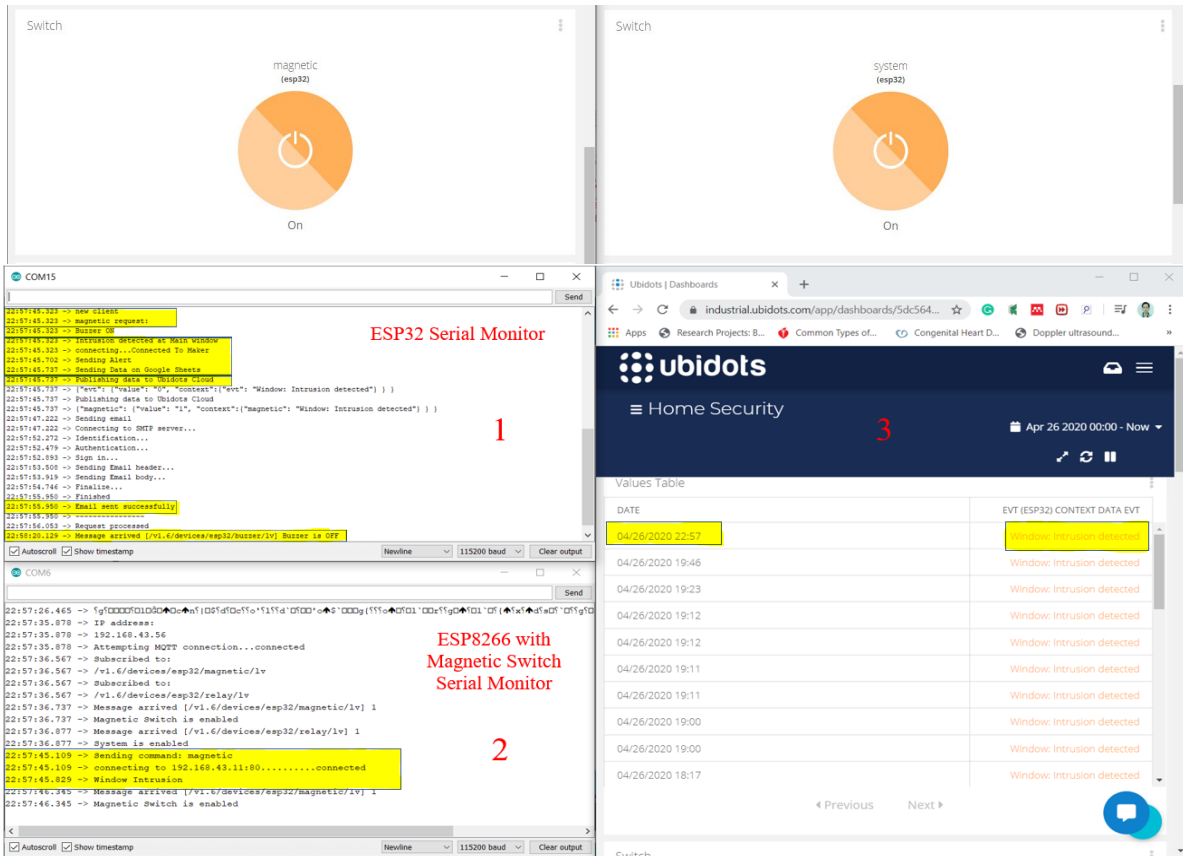 Switch
magnetic
(esp32)
On
Switch
system
(esp32)
On
COM15
Send
22:57:45.323 -> new client
22:57:45.323 -> magnetic request:
22:57:45.323 -> Buzzer ON
22:57:45.323 -> Intrusion detected at Main window
22:57:45.323 -> connecting...Connected To Maker
22:57:45.702 -> Sending Alert
22:57:45.737 -> Sending Data on Google Sheets
22:57:45.737 -> Publishing data to Ubidots Cloud
22:57:45.737 -> {"evt": {"value": "0", "context":{"evt": "Window: Intrusion detected"} } }
22:57:45.737 -> Publishing data to Ubidots Cloud
22:57:45.737 -> {"magnetic": {"value": "1", "context":{"magnetic": "Window: Intrusion detected"} } }
22:57:47.222 -> Sending email
22:57:47.222 -> Connecting to SMTP server...
22:57:52.272 -> Identification...
22:57:52.479 -> Authentication...
22:57:52.893 -> Sign in...
22:57:53.508 -> Sending Email header...
22:57:53.919 -> Sending Email body...
22:57:54.746 -> Finalize...
22:57:55.950 -> Finished
22:57:55.950 -> Email sent successfully
22:57:55.950 -> ----------------
22:57:56.053 -> Request processed
22:58:20.129 -> Message arrived [/v1.6/devices/esp32/buzzer/lv] Buzzer is OFF
ESP32 Serial Monitor
1
Autoscroll Show timestamp Newline 115200 baud Clear output
COM6
Send
22:57:26.465 ->
22:57:35.878 -> IP address:
22:57:35.878 -> 192.168.43.56
22:57:35.878 -> Attempting MQTT connection...connected
22:57:36.567 -> Subscribed to:
22:57:36.567 -> /v1.6/devices/esp32/magnetic/lv
22:57:36.567 -> Subscribed to:
22:57:36.567 -> /v1.6/devices/esp32/relay/lv
22:57:36.737 -> Message arrived [/v1.6/devices/esp32/magnetic/lv] 1
22:57:36.737 -> Magnetic Switch is enabled
22:57:36.877 -> Message arrived [/v1.6/devices/esp32/relay/lv] 1
22:57:36.877 -> System is enabled
22:57:45.109 -> Sending command: magnetic
22:57:45.109 -> connecting to 192.168.43.11:80..........connected
22:57:45.829 -> Window Intrusion
22:57:46.345 -> Message arrived [/v1.6/devices/esp32/magnetic/lv] 1
22:57:46.345 -> Magnetic Switch is enabled
ESP8266 with
Magnetic Switch
Serial Monitor
2
Autoscroll Show timestamp Newline 115200 baud Clear output
Ubidots | Dashboards
industrial.ubidots.com/app/dashboards/5dc564...
Apps Research Projects: B... Common Types of... Congenital Heart D... Doppler ultrasound... »
ubidots
Home Security
3
Apr 26 2020 00:00 - Now
Values Table
DATE EVT (ESP32) CONTEXT DATA EVT
04/26/2020 22:57 Window: Intrusion detected
04/26/2020 19:46 Window: Intrusion detected
04/26/2020 19:23 Window: Intrusion detected
04/26/2020 19:12 Window: Intrusion detected
04/26/2020 19:12 Window: Intrusion detected
04/26/2020 19:11 Window: Intrusion detected
04/26/2020 19:11 Window: Intrusion detected
04/26/2020 19:00 Window: Intrusion detected
04/26/2020 19:00 Window: Intrusion detected
04/26/2020 18:17 Window: Intrusion detected
Previous Next
Switch